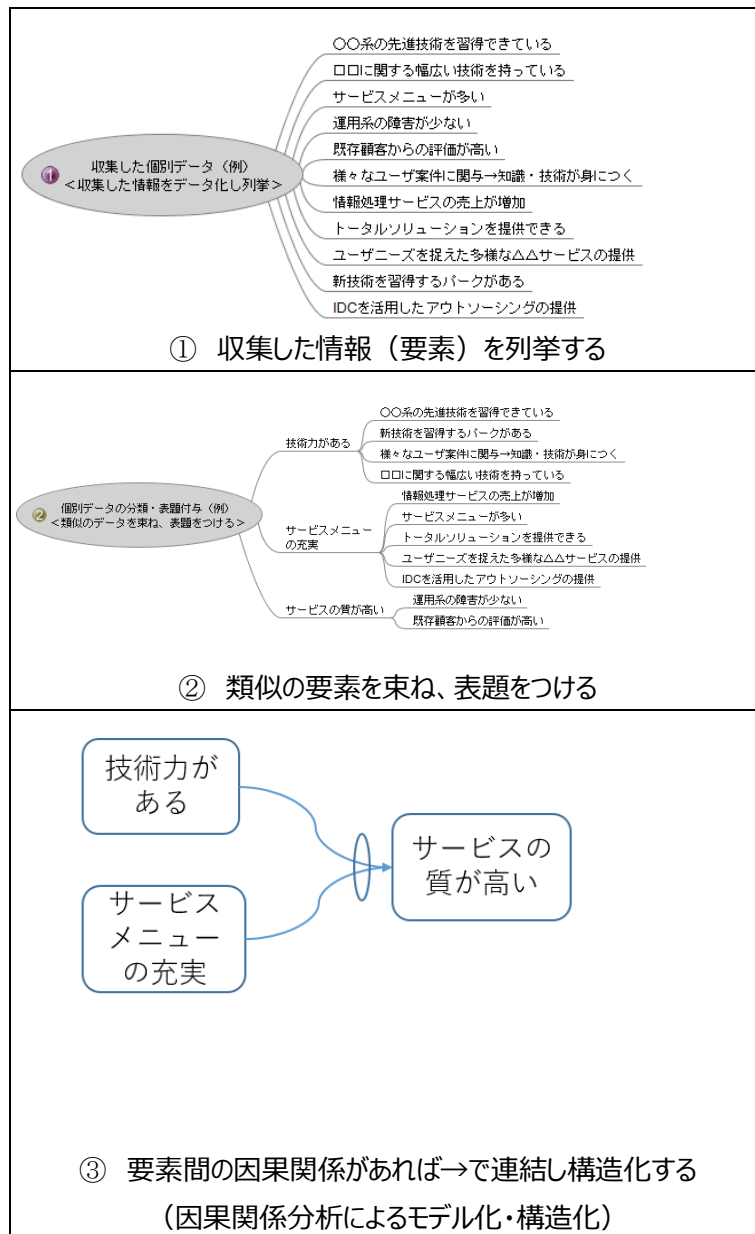 〇〇系の先進技術を習得できている
口口に関する幅広い技術を持っている
サービスメニューが多い
運用系の障害が少ない
既存顧客からの評価が高い
様々なユーザ案件に関与→知識・技術が身につく
情報処理サービスの売上が増加
トータルソリューションを提供できる
ユーザニーズを捉えた多様な△△サービスの提供
新技術を習得するパークがある
IDCを活用したアウトソーシングの提供
1
収集した個別データ（例）
＜収集した情報をデータ化し列挙＞
① 収集した情報（要素）を列挙する
2
個別データの分類・表題付与（例）
＜類似のデータを束ね、表題をつける＞
技術力がある
〇〇系の先進技術を習得できている
新技術を習得するパークがある
様々なユーザ案件に関与→知識・技術が身につく
口口に関する幅広い技術を持っている
サービスメニュー
の充実
情報処理サービスの売上が増加
サービスメニューが多い
トータルソリューションを提供できる
ユーザニーズを捉えた多様な△△サービスの提供
IDCを活用したアウトソーシングの提供
サービスの質が高い
運用系の障害が少ない
既存顧客からの評価が高い
② 類似の要素を束ね、表題をつける
技術力が
ある
サービス
メニュー
の充実
サービスの
質が高い
③ 要素間の因果関係があれば→で連結し構造化する
（因果関係分析によるモデル化・構造化）